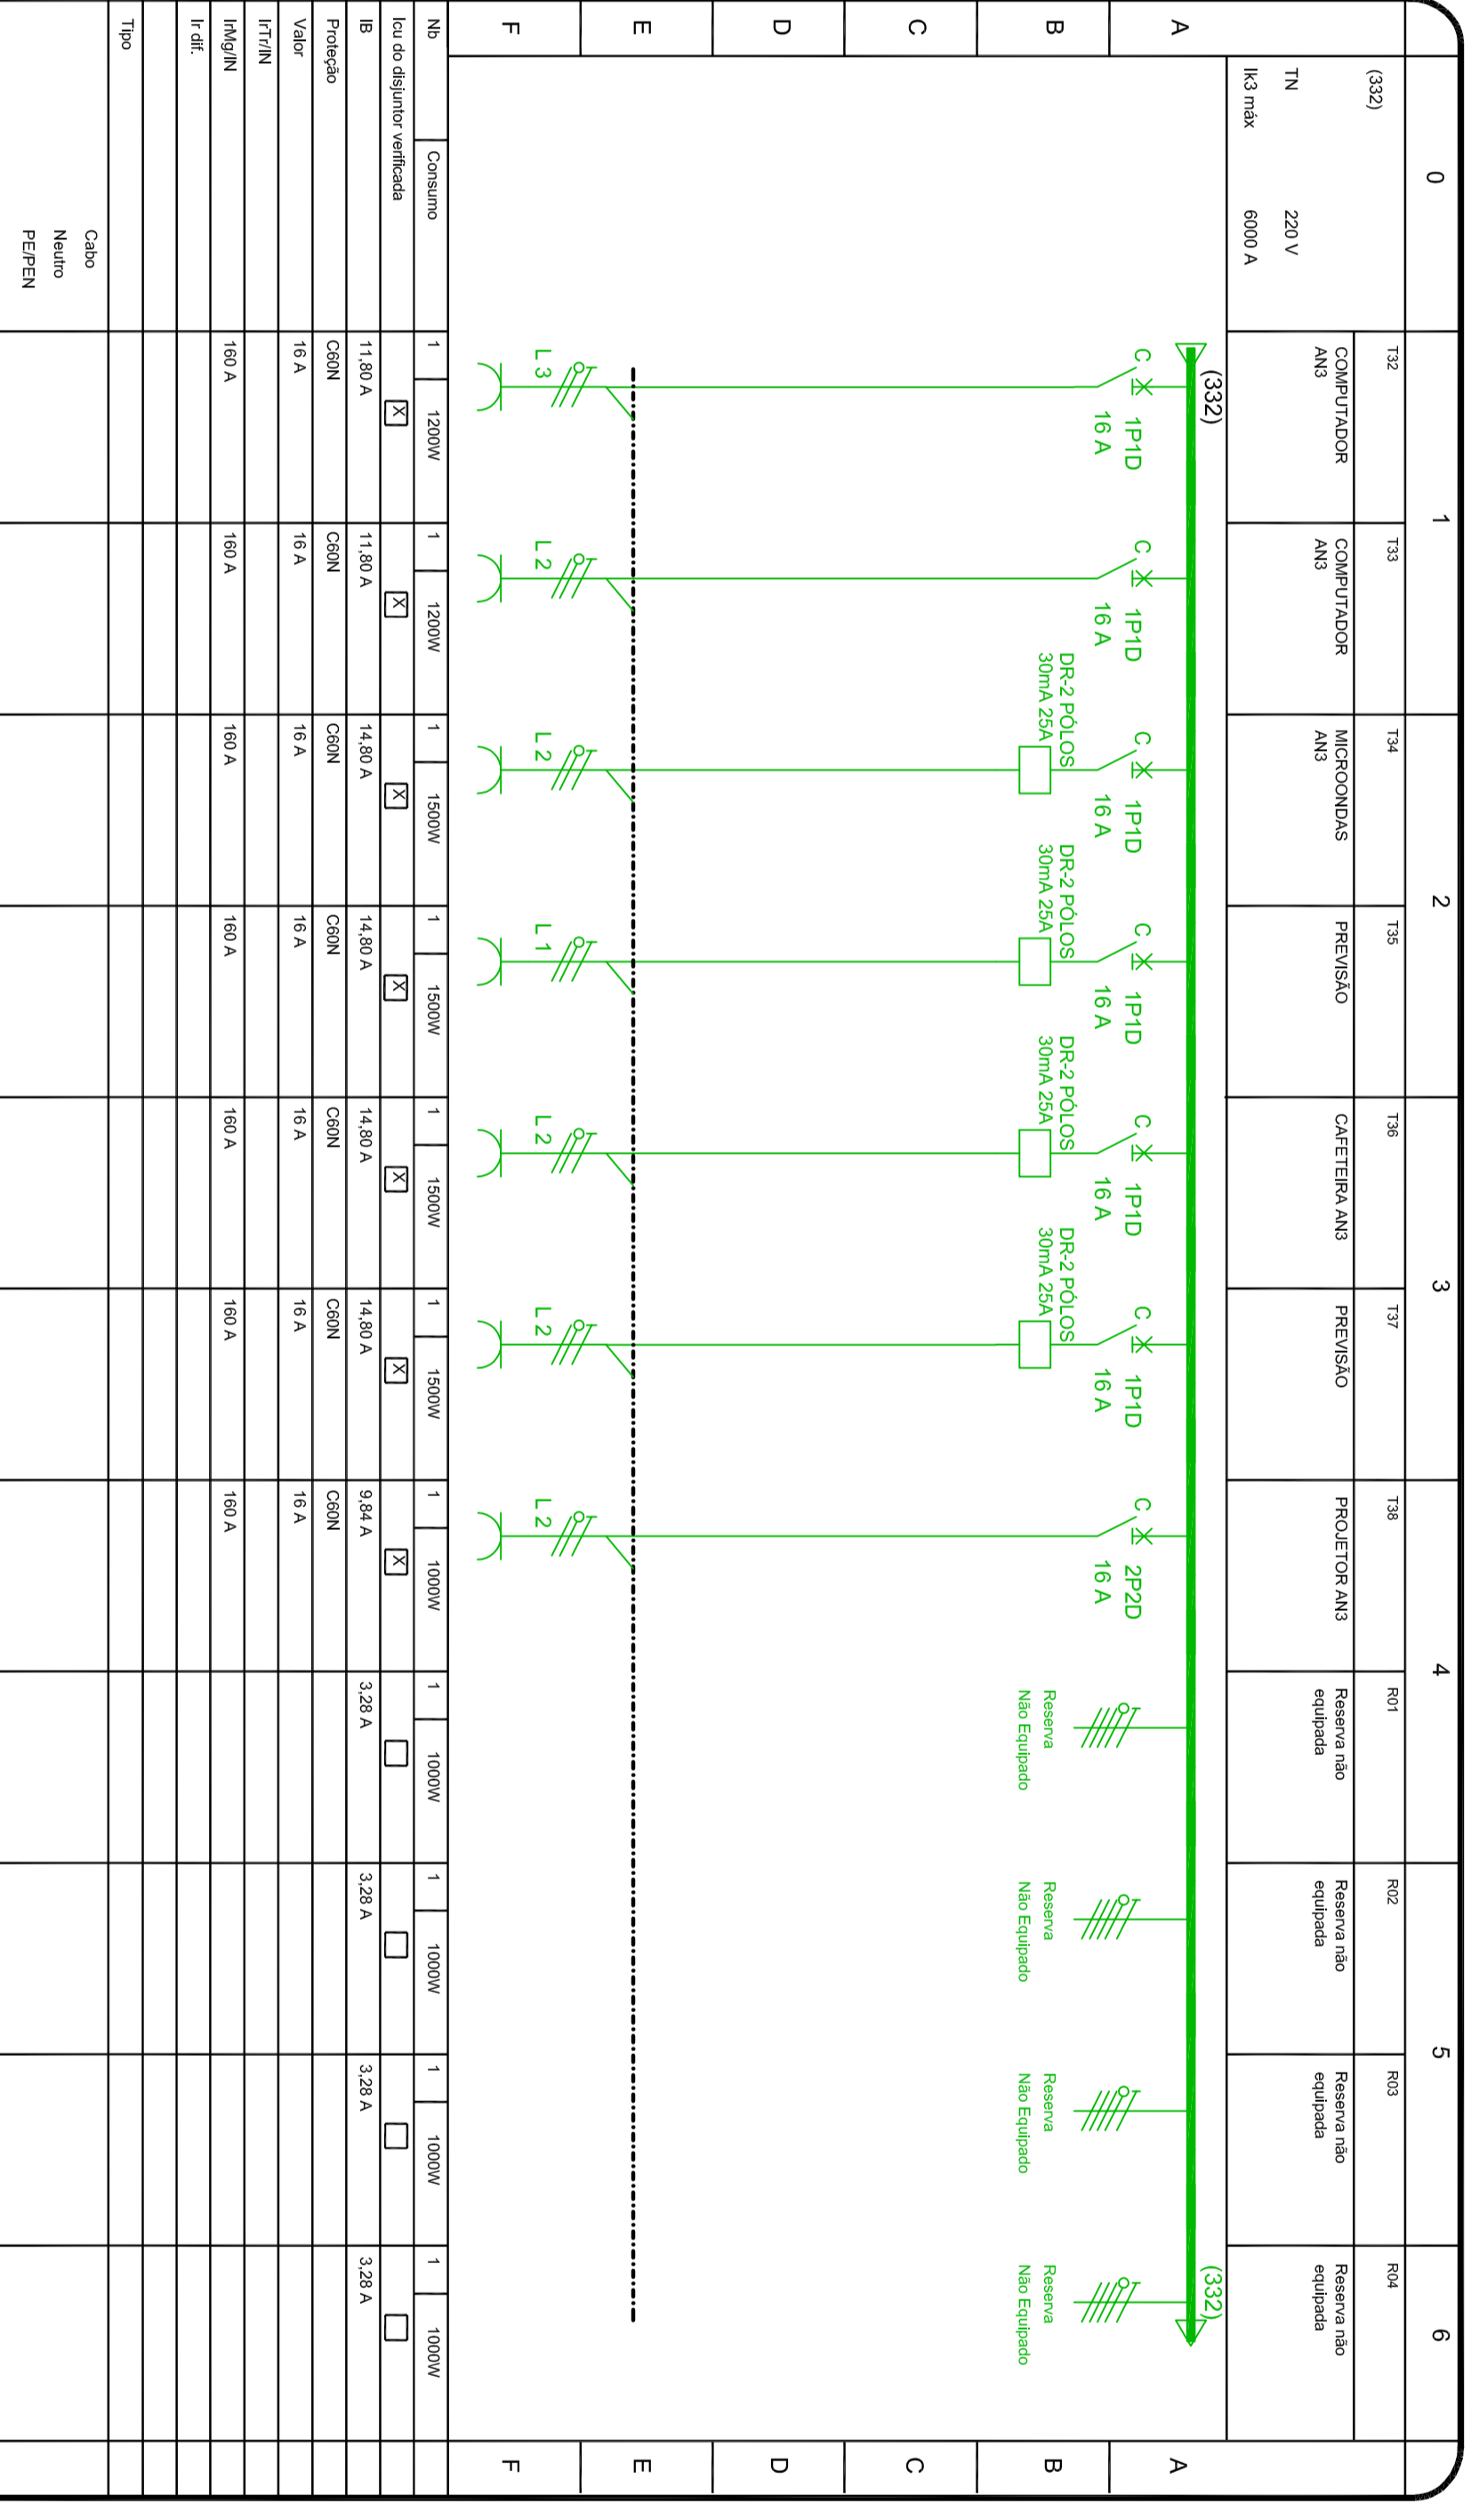 0
1
2
3
4
5
6
(332)
TN
220 V
Ik3 máx
6000 A
T32
COMPUTADOR
AN3
T33
COMPUTADOR
AN3
T34
MICROONDAS
AN3
T35
PREVISÃO
T36
CAFETEIRA AN3
T37
PREVISÃO
T38
PROJETOR AN3
R01
Reserva não
equipada
R02
Reserva não
equipada
R03
Reserva não
equipada
R04
Reserva não
equipada
A
B
C
D
E
F
(332)
(332)
C
1P1D
16 A
L 3
C
1P1D
16 A
L 2
C
1P1D
16 A
DR-2 PÓLOS
30mA 25A
L 2
C
1P1D
16 A
DR-2 PÓLOS
30mA 25A
L 1
C
1P1D
16 A
DR-2 PÓLOS
30mA 25A
L 2
C
1P1D
16 A
DR-2 PÓLOS
30mA 25A
L 2
C
2P2D
16 A
L 2
Reserva
Não Equipado
Reserva
Não Equipado
Reserva
Não Equipado
Reserva
Não Equipado
A
B
C
D
E
F
Nb Consumo 1 1200W 1 1200W 1 1500W 1 1500W 1 1500W 1 1500W 1 1000W 1 1000W 1 1000W 1 1000W 1 1000W
Icu do disjuntor verificada X X X X X X X
IB 11,80 A 11,80 A 14,80 A 14,80 A 14,80 A 14,80 A 9,84 A 3,28 A 3,28 A 3,28 A 3,28 A
Proteção C60N C60N C60N C60N C60N C60N C60N
Valor 16 A 16 A 16 A 16 A 16 A 16 A 16 A
IrTr/IN
IrMg/IN 160 A 160 A 160 A 160 A 160 A 160 A 160 A
Ir dif.
Tipo
Cabo
Neutro
PE/PEN